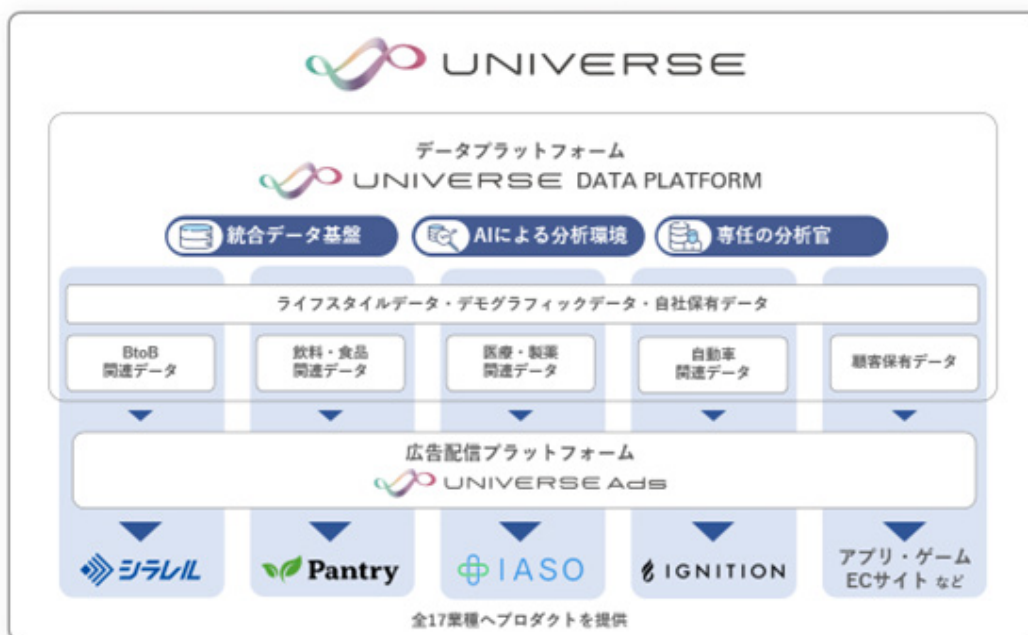 UNIVERSE
データプラットフォーム
UNIVERSE DATA PLATFORM
統合データ基盤
AIによる分析環境
専任の分析官
ライフスタイルデータ・デモグラフィックデータ・自社保有データ
BtoB
関連データ
飲料・食品
関連データ
医療・製薬
関連データ
自動車
関連データ
顧客保有データ
広告配信プラットフォーム
UNIVERSE Ads
シラレル
Pantry
IASO
IGNITION
アプリ・ゲーム
ECサイト など
全17業種へプロダクトを提供